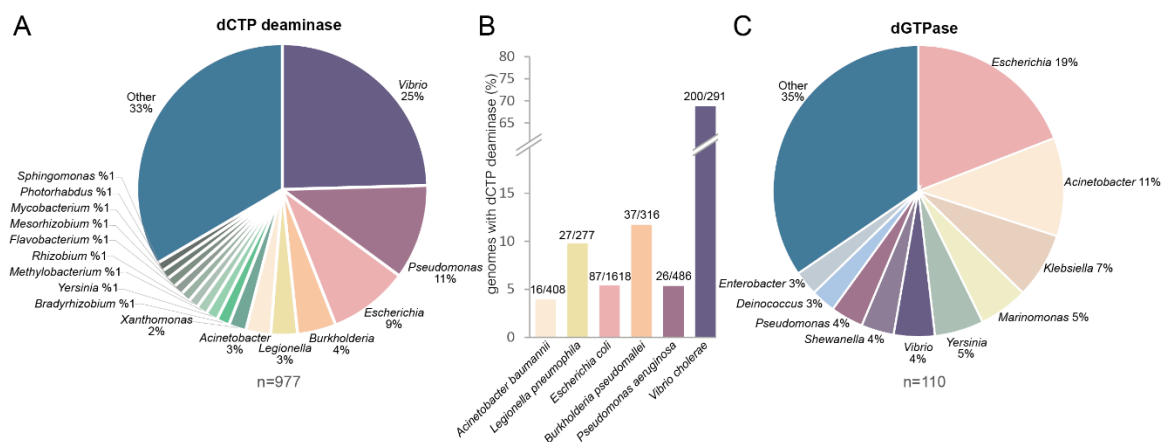 A
dCTP deaminase
Vibrio
25%
Pseudomonas
11%
Escherichia
9%
Burkholderia
4%
Legionella
3%
Acinetobacter
3%
Xanthomonas
2%
Bradyrhizobium %1
Yersinia %1
Methylobacterium %1
Rhizobium %1
Flavobacterium %1
Mesorhizobium %1
Mycobacterium %1
Photorhabdus %1
Sphingomonas %1
Other
33%
n=977
B
genomes with dCTP deaminase (%)
80
75
70
65
15
10
5
0
16/408
27/277
87/1618
37/316
26/486
200/291
Acinetobacter baumannii
Legionella pneumophila
Escherichia coli
Burkholderia pseudomallei
Pseudomonas aeruginosa
Vibrio cholerae
C
dGTPase
Escherichia 19%
Acinetobacter 11%
Klebsiella 7%
Marinomonas 5%
Yersinia
5%
Vibrio
4%
Shewanella 4%
Pseudomonas 4%
Deinococcus 3%
Enterobacter 3%
Other
35%
n=110